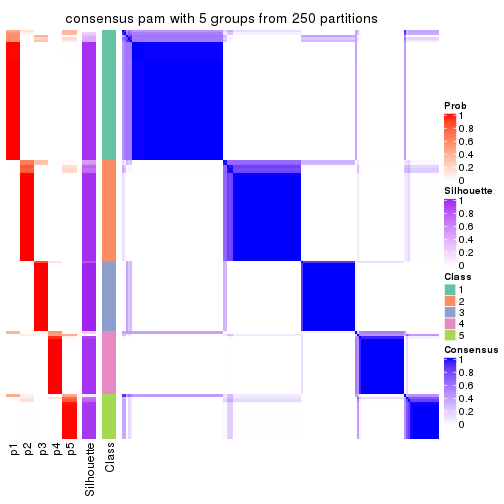 consensus pam with 5 groups from 250 partitions
Prob
1
0.8
0.6
0.4
0.2
0
Silhouette
1
0.8
0.6
0.4
0.2
0
Class
1
2
3
4
5
Consensus
1
0.8
0.6
0.4
0.2
0
p1
p2
p3
p4
p5
Silhouette
Class